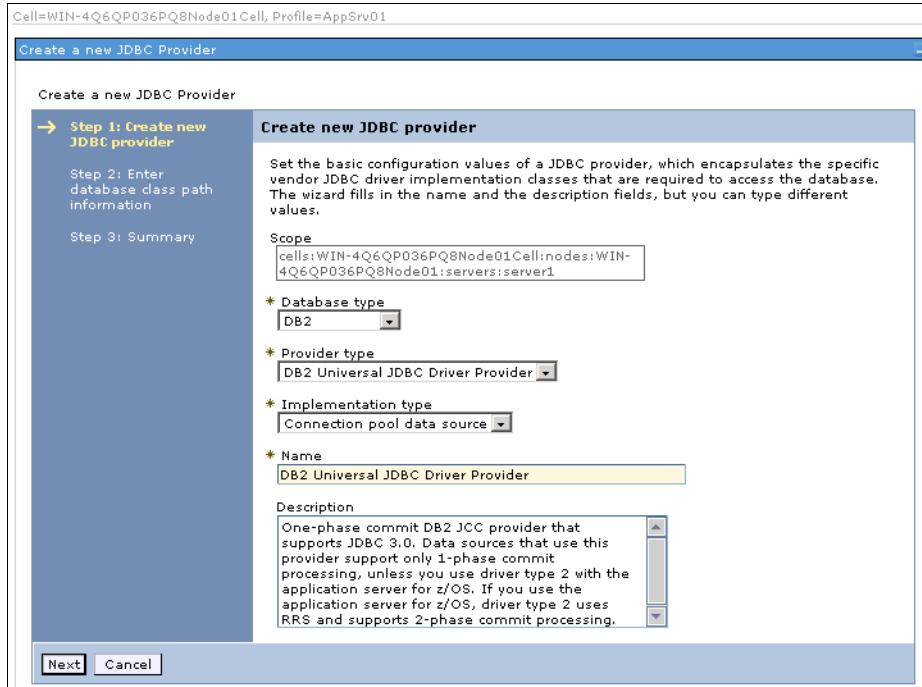 Cell=WIN-4Q6QP036PQ8Node01Cell, Profile=AppSrv01
Create a new JDBC Provider
Create a new JDBC Provider
Step 1: Create new
JDBC provider
Step 2: Enter
database class path
information
Step 3: Summary
Create new JDBC provider
Set the basic configuration values of a JDBC provider, which encapsulates the specific
vendor JDBC driver implementation classes that are required to access the database.
The wizard fills in the name and the description fields, but you can type different
values.
Scope
cells:WIN-4Q6QP036PQ8Node01Cell:nodes:WIN-
4Q6QP036PQ8Node01:servers:server1
* Database type
DB2
* Provider type
DB2 Universal JDBC Driver Provider
* Implementation type
Connection pool data source
* Name
DB2 Universal JDBC Driver Provider
Description
One-phase commit DB2 JCC provider that
supports JDBC 3.0. Data sources that use this
provider support only 1-phase commit
processing, unless you use driver type 2 with the
application server for z/OS. If you use the
application server for z/OS, driver type 2 uses
RRS and supports 2-phase commit processing.
Next Cancel